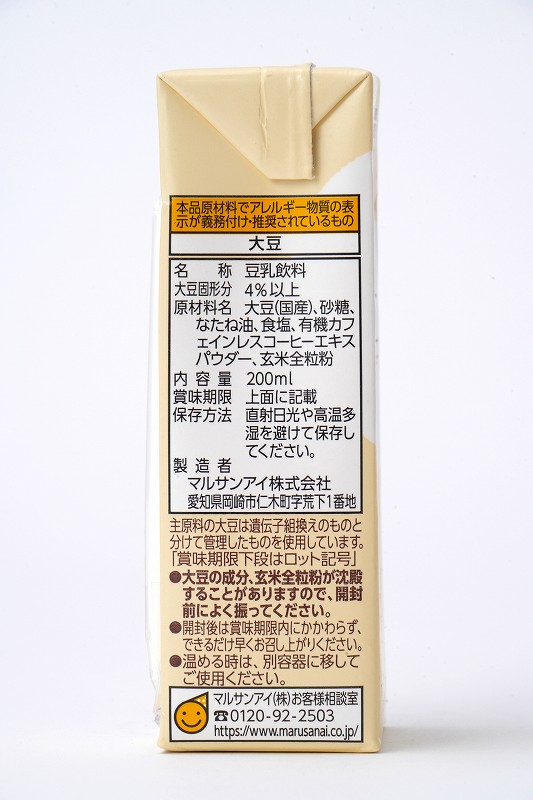 本品原材料でアレルギー物質の表
示が義務付け・推奨されているもの
大豆
名称 豆乳飲料
大豆固形分 4%以上
原材料名 大豆(国産)、砂糖、
なたね油、食塩、有機カフ
ェインレスコーヒーエキス
パウダー、玄米全粒粉
内容量 200ml
賞味期限 上面に記載
保存方法 直射日光や高温多
湿を避けて保存し
てください。
製造者
マルサンアイ株式会社
愛知県岡崎市仁木町字荒下1番地
主原料の大豆は遺伝子組換えのものと
分けて管理したものを使用しています。
「賞味期限下段はロット記号」
●大豆の成分、玄米全粒粉が沈殿
することがありますので、開封
前によく振ってください。
●開封後は賞味期限内にかかわらず、
できるだけ早くお召し上がりください。
●温める時は、別容器に移して
ご使用ください。
マルサンアイ(株)お客様相談室
☎0120-92-2503
https://www.marusanai.co.jp/